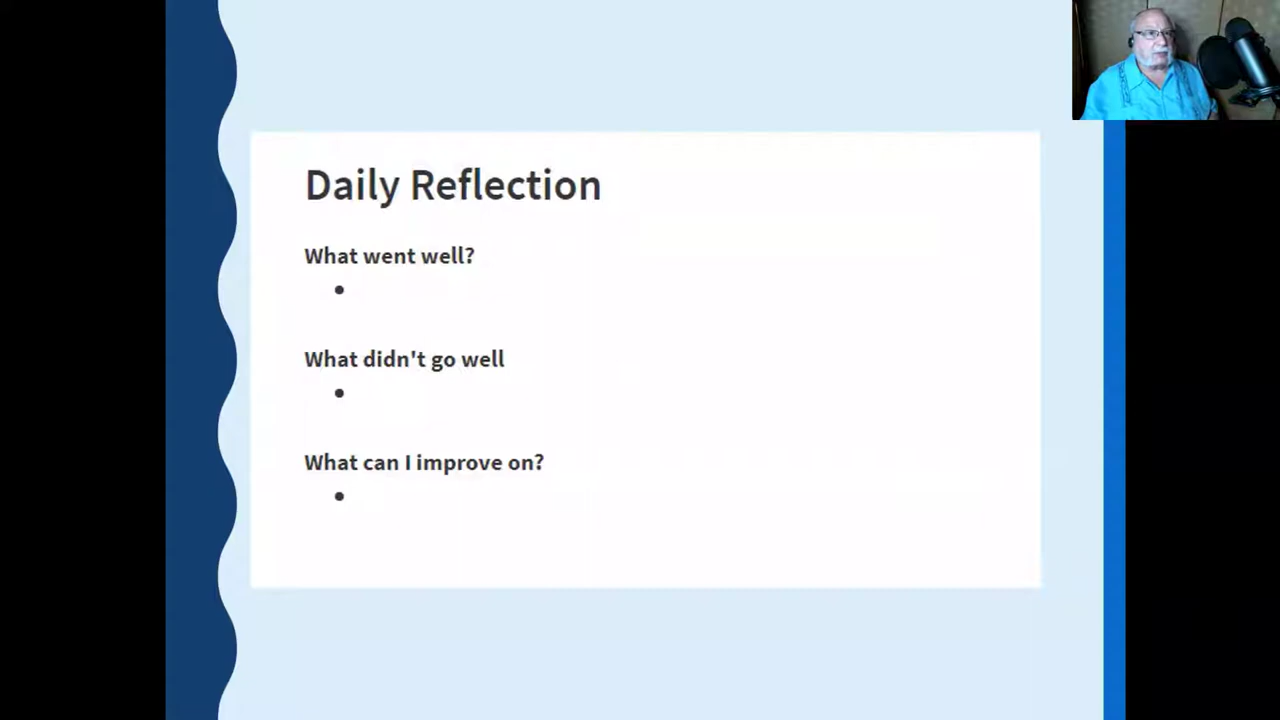 Daily Reflection
What went well?
•
What didn't go well
•
What can I improve on?
•